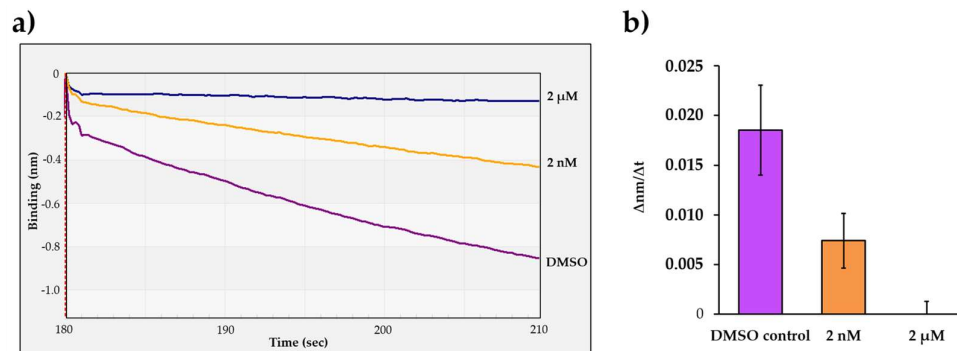 a)
0
-0.2
-0.4
-0.6
-0.8
-1.0
Binding (nm)
180
190
200
210
Time (sec)
2 μM
2 nM
DMSO
b)
0.025
0.020
0.015
0.010
0.005
0
Δnm/Δt
DMSO control
2 nM
2 μM